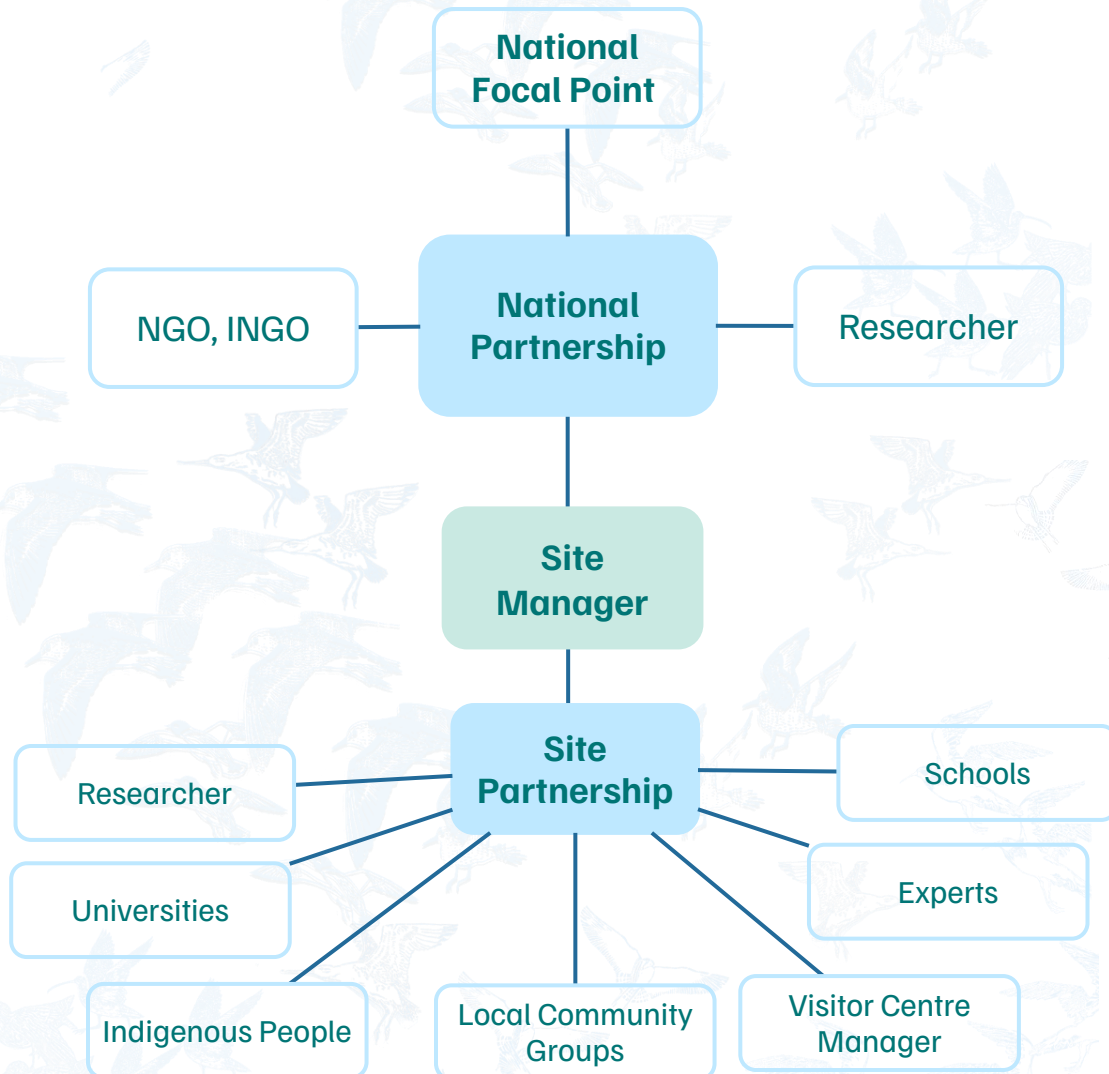 National
Focal Point
NGO, INGO
National
Partnership
Researcher
Site
Manager
Site
Partnership
Researcher
Schools
Universities
Experts
Indigenous People
Local Community
Groups
Visitor Centre
Manager